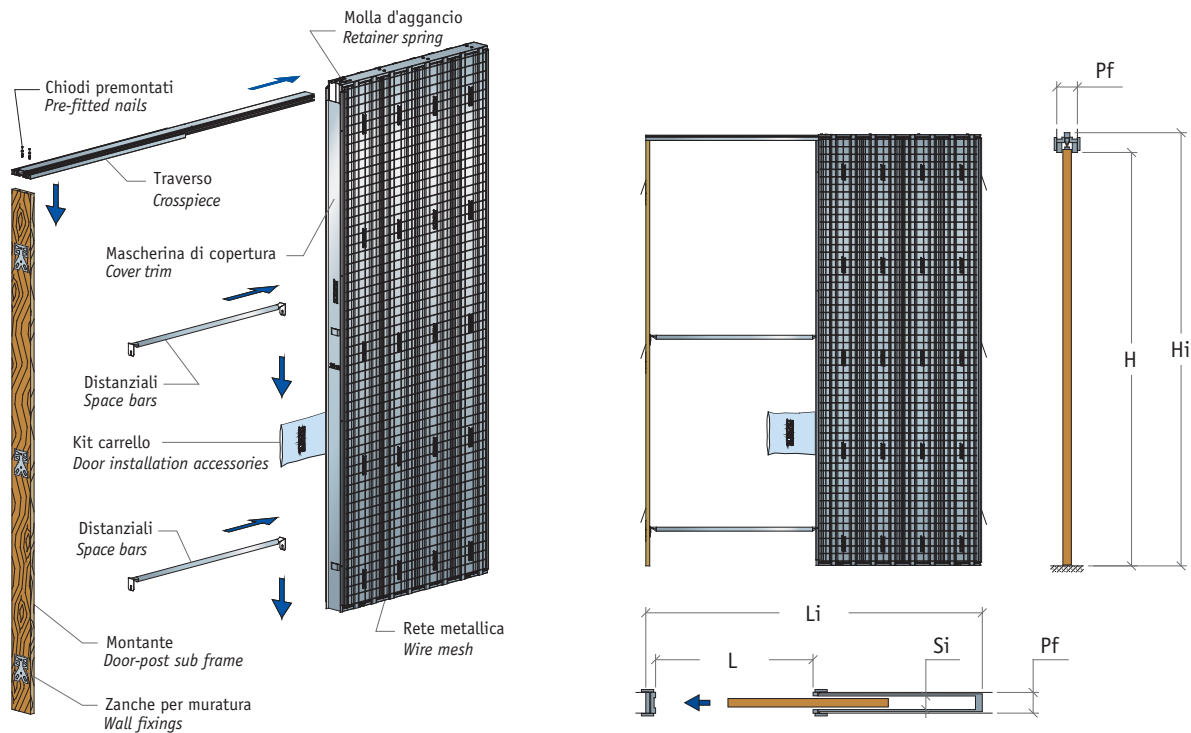 Molla d'aggancio
Retainer spring
Chiodi premontati
Pre-fitted nails
Traverso
Crosspiece
Mascherina di copertura
Cover trim
Distanziali
Space bars
Kit carrello
Door installation accessories
Distanziali
Space bars
Montante
Door-post sub frame
Zanche per muratura
Wall fixings
Rete metallica
Wire mesh
Pf
H
Hi
Li
L
Si
Pf